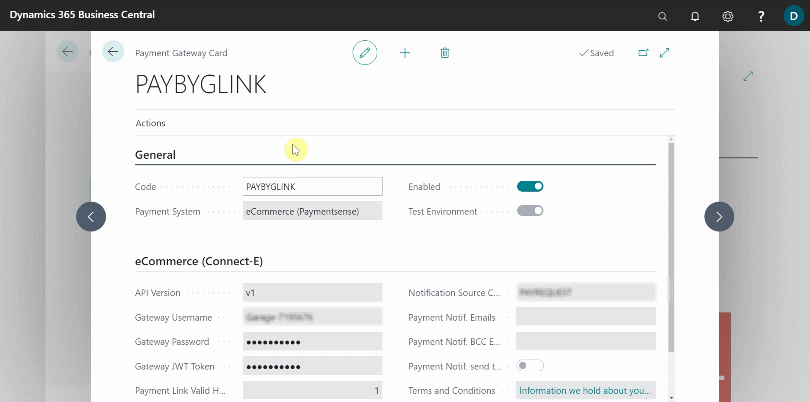 Dynamics 365 Business Central
?
D
Payment Gateway Card
Saved
PAYBYGLINK
Actions
General
Code
PAYBYGLINK
Enabled
Payment System
eCommerce (Paymentsense)
Test Environment
eCommerce (Connect-E)
API Version
v1
Notification Source C...
Gateway Username
Payment Notif. Emails
Gateway Password
••••••••••
Payment Notif. BCC E...
Gateway JWT Token
••••••••••
Payment Notif. send t...
Payment Link Valid H...
1
Terms and Conditions
Information we hold about you...